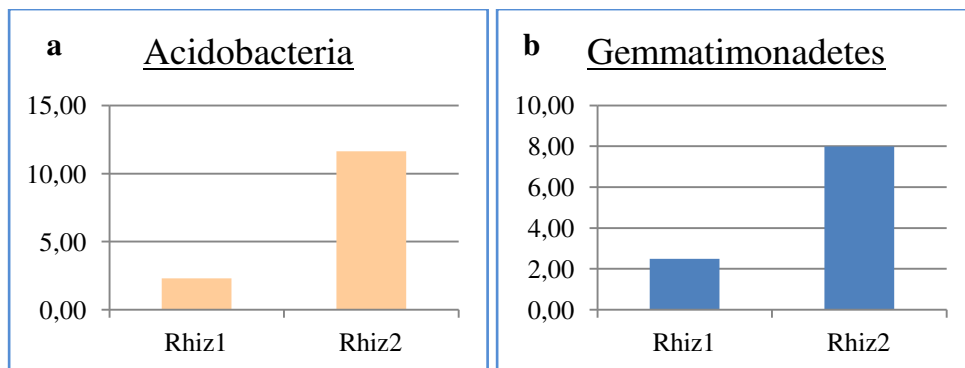 a Acidobacteria
15,00
10,00
5,00
0,00
Rhiz1 Rhiz2
b Gemmatimonadetes
10,00
8,00
6,00
4,00
2,00
0,00
Rhiz1 Rhiz2